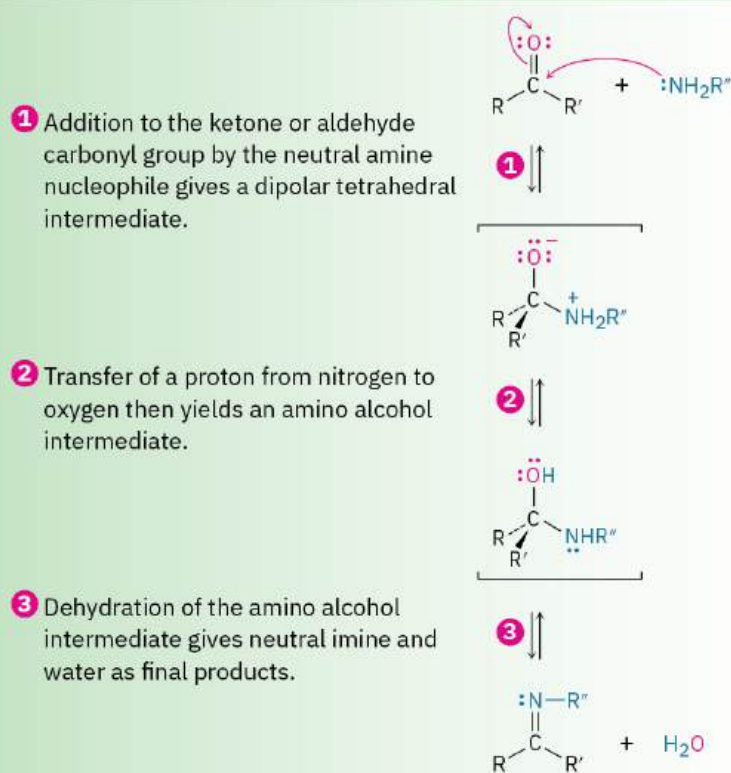 :O:
C
R R′ + :NH₂R″
1 Addition to the ketone or aldehyde
carbonyl group by the neutral amine
nucleophile gives a dipolar tetrahedral
intermediate.
1
:Ö:⁻
C +
R NH₂R″
R′
2 Transfer of a proton from nitrogen to
oxygen then yields an amino alcohol
intermediate.
2
:ÖH
C
R NHR″
R′
3 Dehydration of the amino alcohol
intermediate gives neutral imine and
water as final products.
3
:N—R″
C
R R′ + H₂O